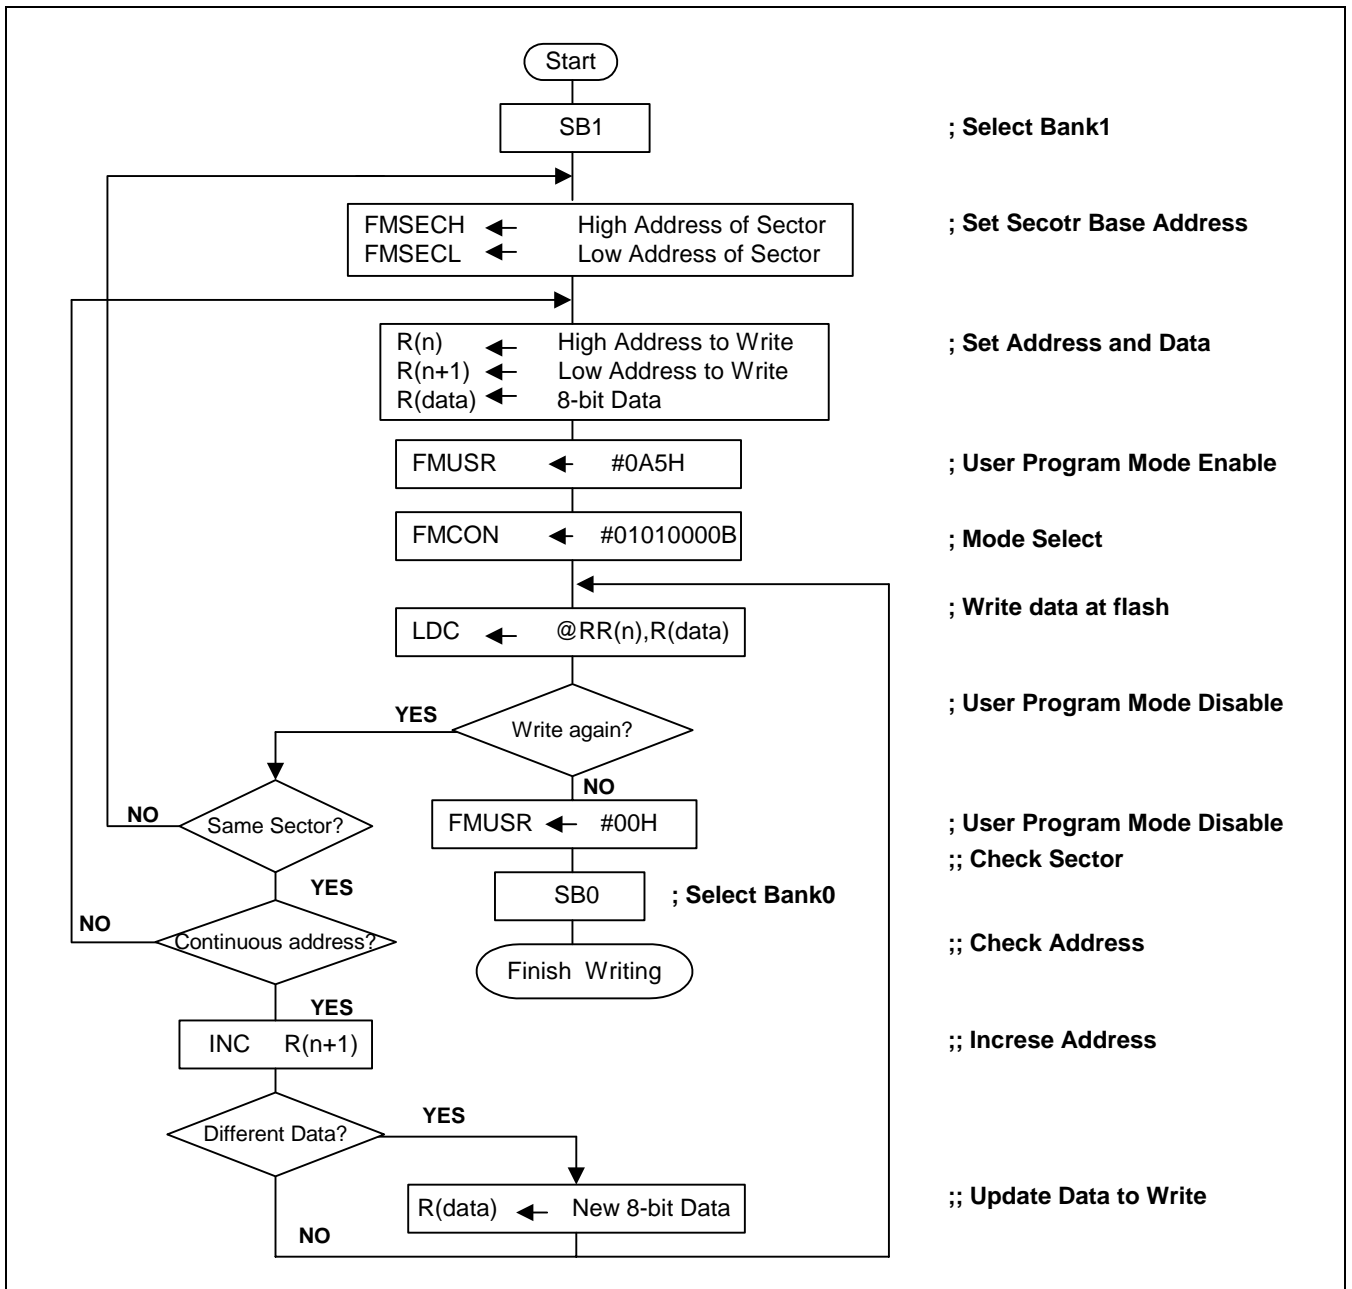 Start
SB1 ; Select Bank1
FMSECH High Address of Sector ; Set Secotr Base Address
FMSECL Low Address of Sector
R(n) High Address to Write ; Set Address and Data
R(n+1) Low Address to Write
R(data) 8-bit Data
FMUSR #0A5H ; User Program Mode Enable
FMCON #01010000B ; Mode Select
; Write data at flash
LDC @RR(n),R(data)
; User Program Mode Disable
YES
Write again?
NO
NO
Same Sector?
FMUSR #00H ; User Program Mode Disable
;; Check Sector
YES
SB0 ; Select Bank0
NO
Continuous address? ;; Check Address
Finish Writing
YES
INC R(n+1) ;; Increse Address
YES
Different Data?
R(data) New 8-bit Data ;; Update Data to Write
NO